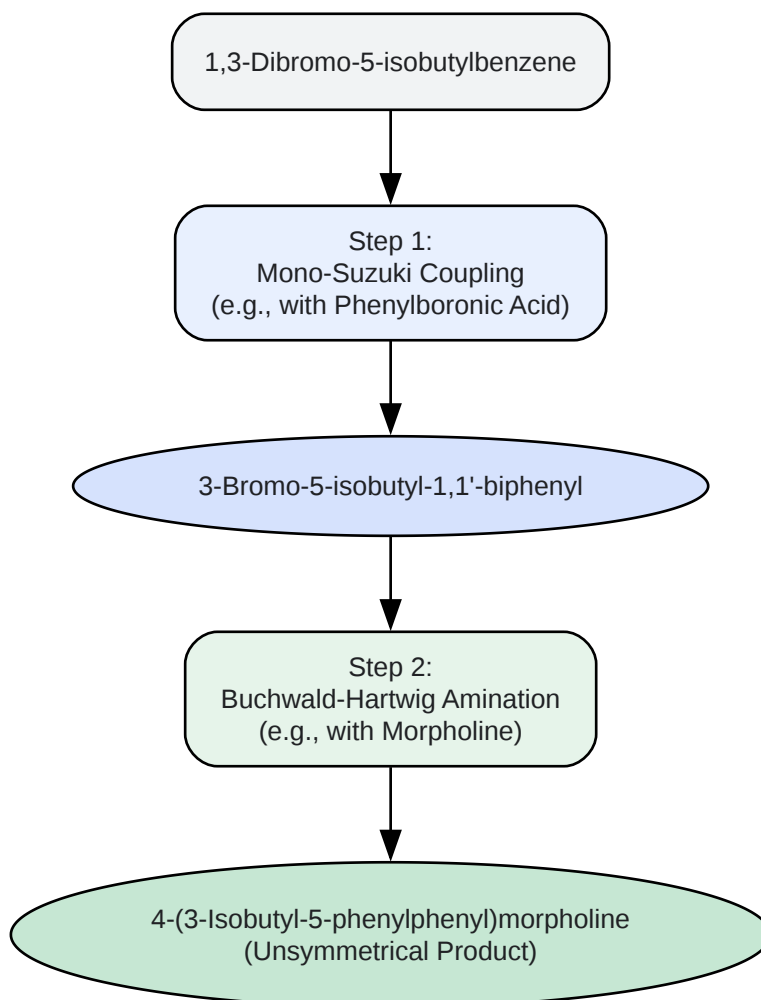 1,3-Dibromo-5-isobutylbenzene
Step 1:
Mono-Suzuki Coupling
(e.g., with Phenylboronic Acid)
3-Bromo-5-isobutyl-1,1'-biphenyl
Step 2:
Buchwald-Hartwig Amination
(e.g., with Morpholine)
4-(3-Isobutyl-5-phenylphenyl)morpholine
(Unsymmetrical Product)